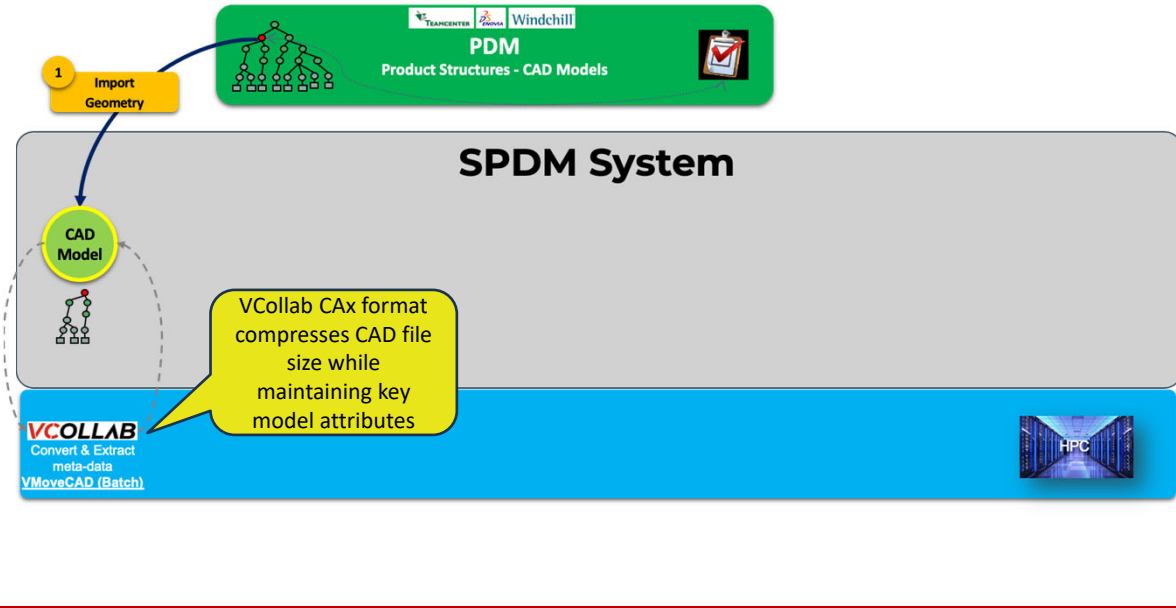 TEAMCENTER
ENOVIA
Windchill
PDM
Product Structures - CAD Models
1
Import
Geometry
SPDM System
CAD
Model
VCollab CAx format
compresses CAD file
size while
maintaining key
model attributes
VCOLLAB
Convert & Extract
meta-data
VMoveCAD (Batch)
HPC